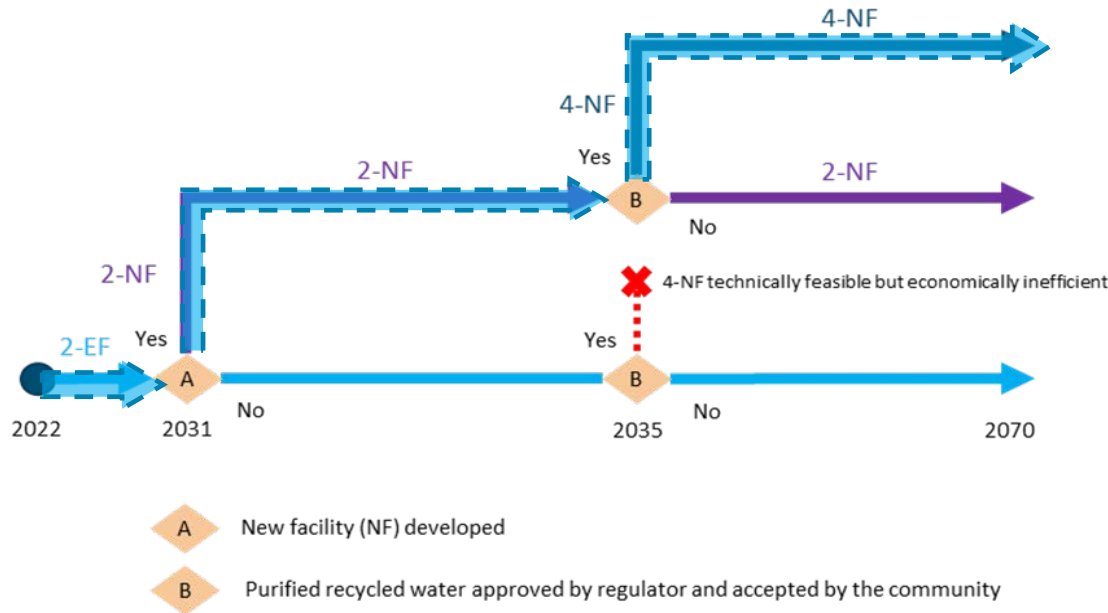 4-NF
4-NF
Yes
2-NF
2-NF
B
No
2-NF
4-NF technically feasible but economically inefficient
Yes
Yes
2-EF
A
B
No
No
2022
2031
2035
2070
A
New facility (NF) developed
B
Purified recycled water approved by regulator and accepted by the community